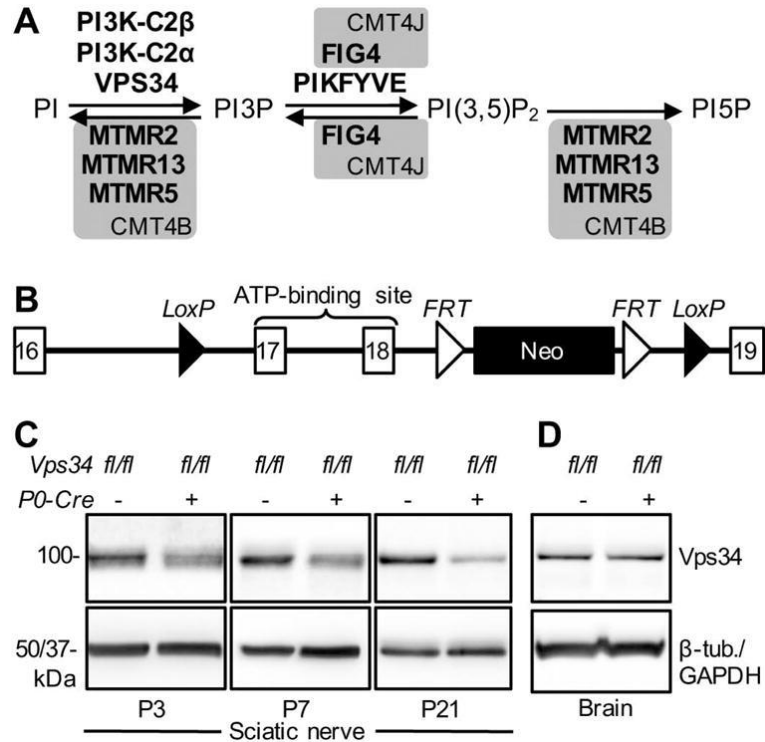 A
PI3K-C2β
PI3K-C2α
VPS34
CMT4J
FIG4
PIKFYVE
PI
PI3P
PI(3,5)P2
PI5P
MTMR2
MTMR13
MTMR5
CMT4B
FIG4
CMT4J
MTMR2
MTMR13
MTMR5
CMT4B
B
ATP-binding site
LoxP
FRT
FRT
LoxP
16
17
18
Neo
19
C
D
Vps34 fl/fl fl/fl fl/fl fl/fl fl/fl fl/fl fl/fl fl/fl
P0-Cre - + - + - + - +
100-
Vps34
50/37-
kDa
β-tub./
GAPDH
P3
P7
P21
Brain
Sciatic nerve